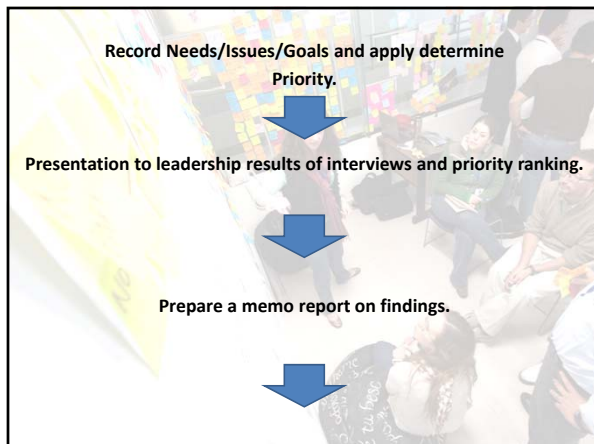 Record Needs/Issues/Goals and apply determine
Priority.
Presentation to leadership results of interviews and priority ranking.
Prepare a memo report on findings.
No